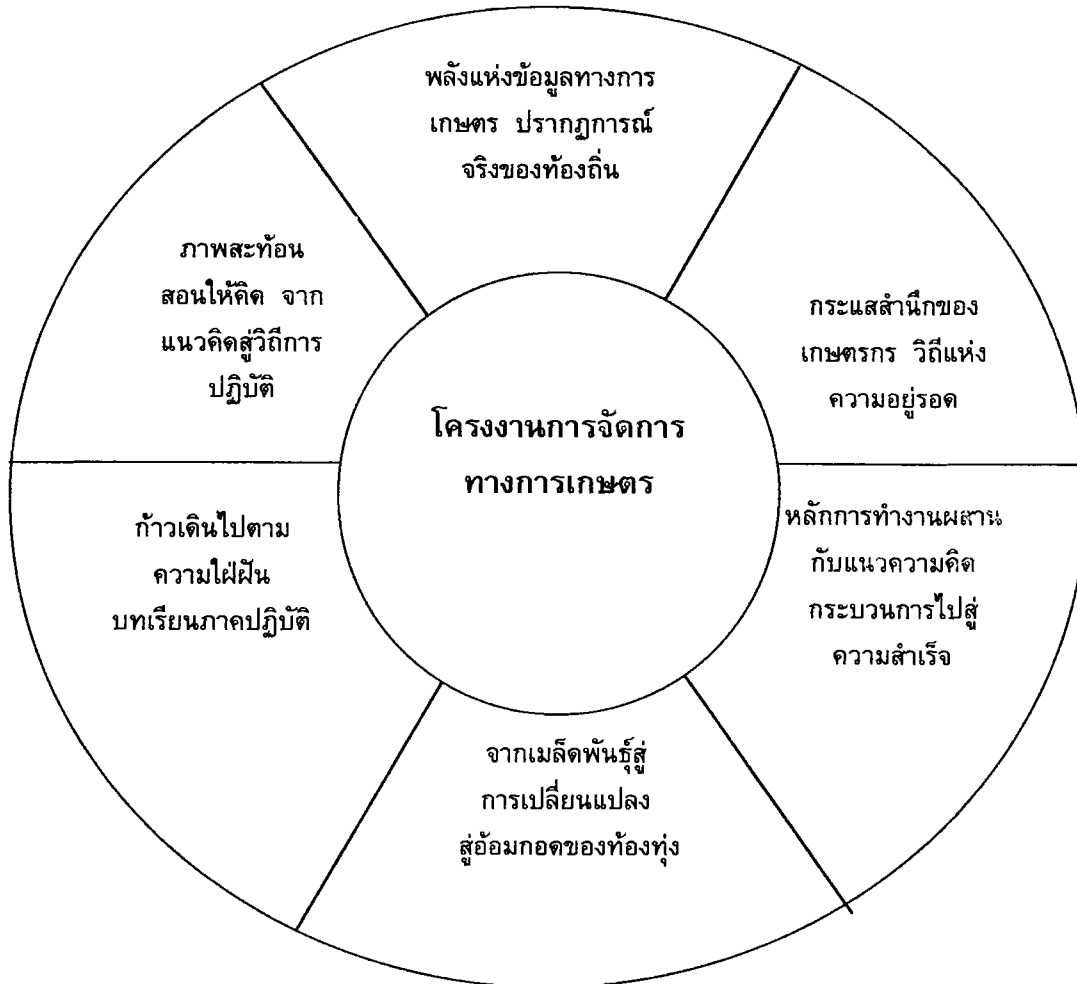 พลังแห่งข้อมูลทางการ
เกษตร ปรากฏการณ์
จริงของท้องถิ่น
กระแสสำนึกของ
เกษตรกร วิถีแห่ง
ความอยู่รอด
หลักการทำงานผสาน
กับแนวความคิด
กระบวนการไปสู่
ความสำเร็จ
จากเมล็ดพันธุ์สู่
การเปลี่ยนแปลง
สู่อ้อมกอดของท้องทุ่ง
ก้าวเดินไปตาม
ความใฝ่ฝัน
บทเรียนภาคปฏิบัติ
ภาพสะท้อน
สอนให้คิด จาก
แนวคิดสู่วิถีการ
ปฏิบัติ
โครงงานการจัดการ
ทางการเกษตร